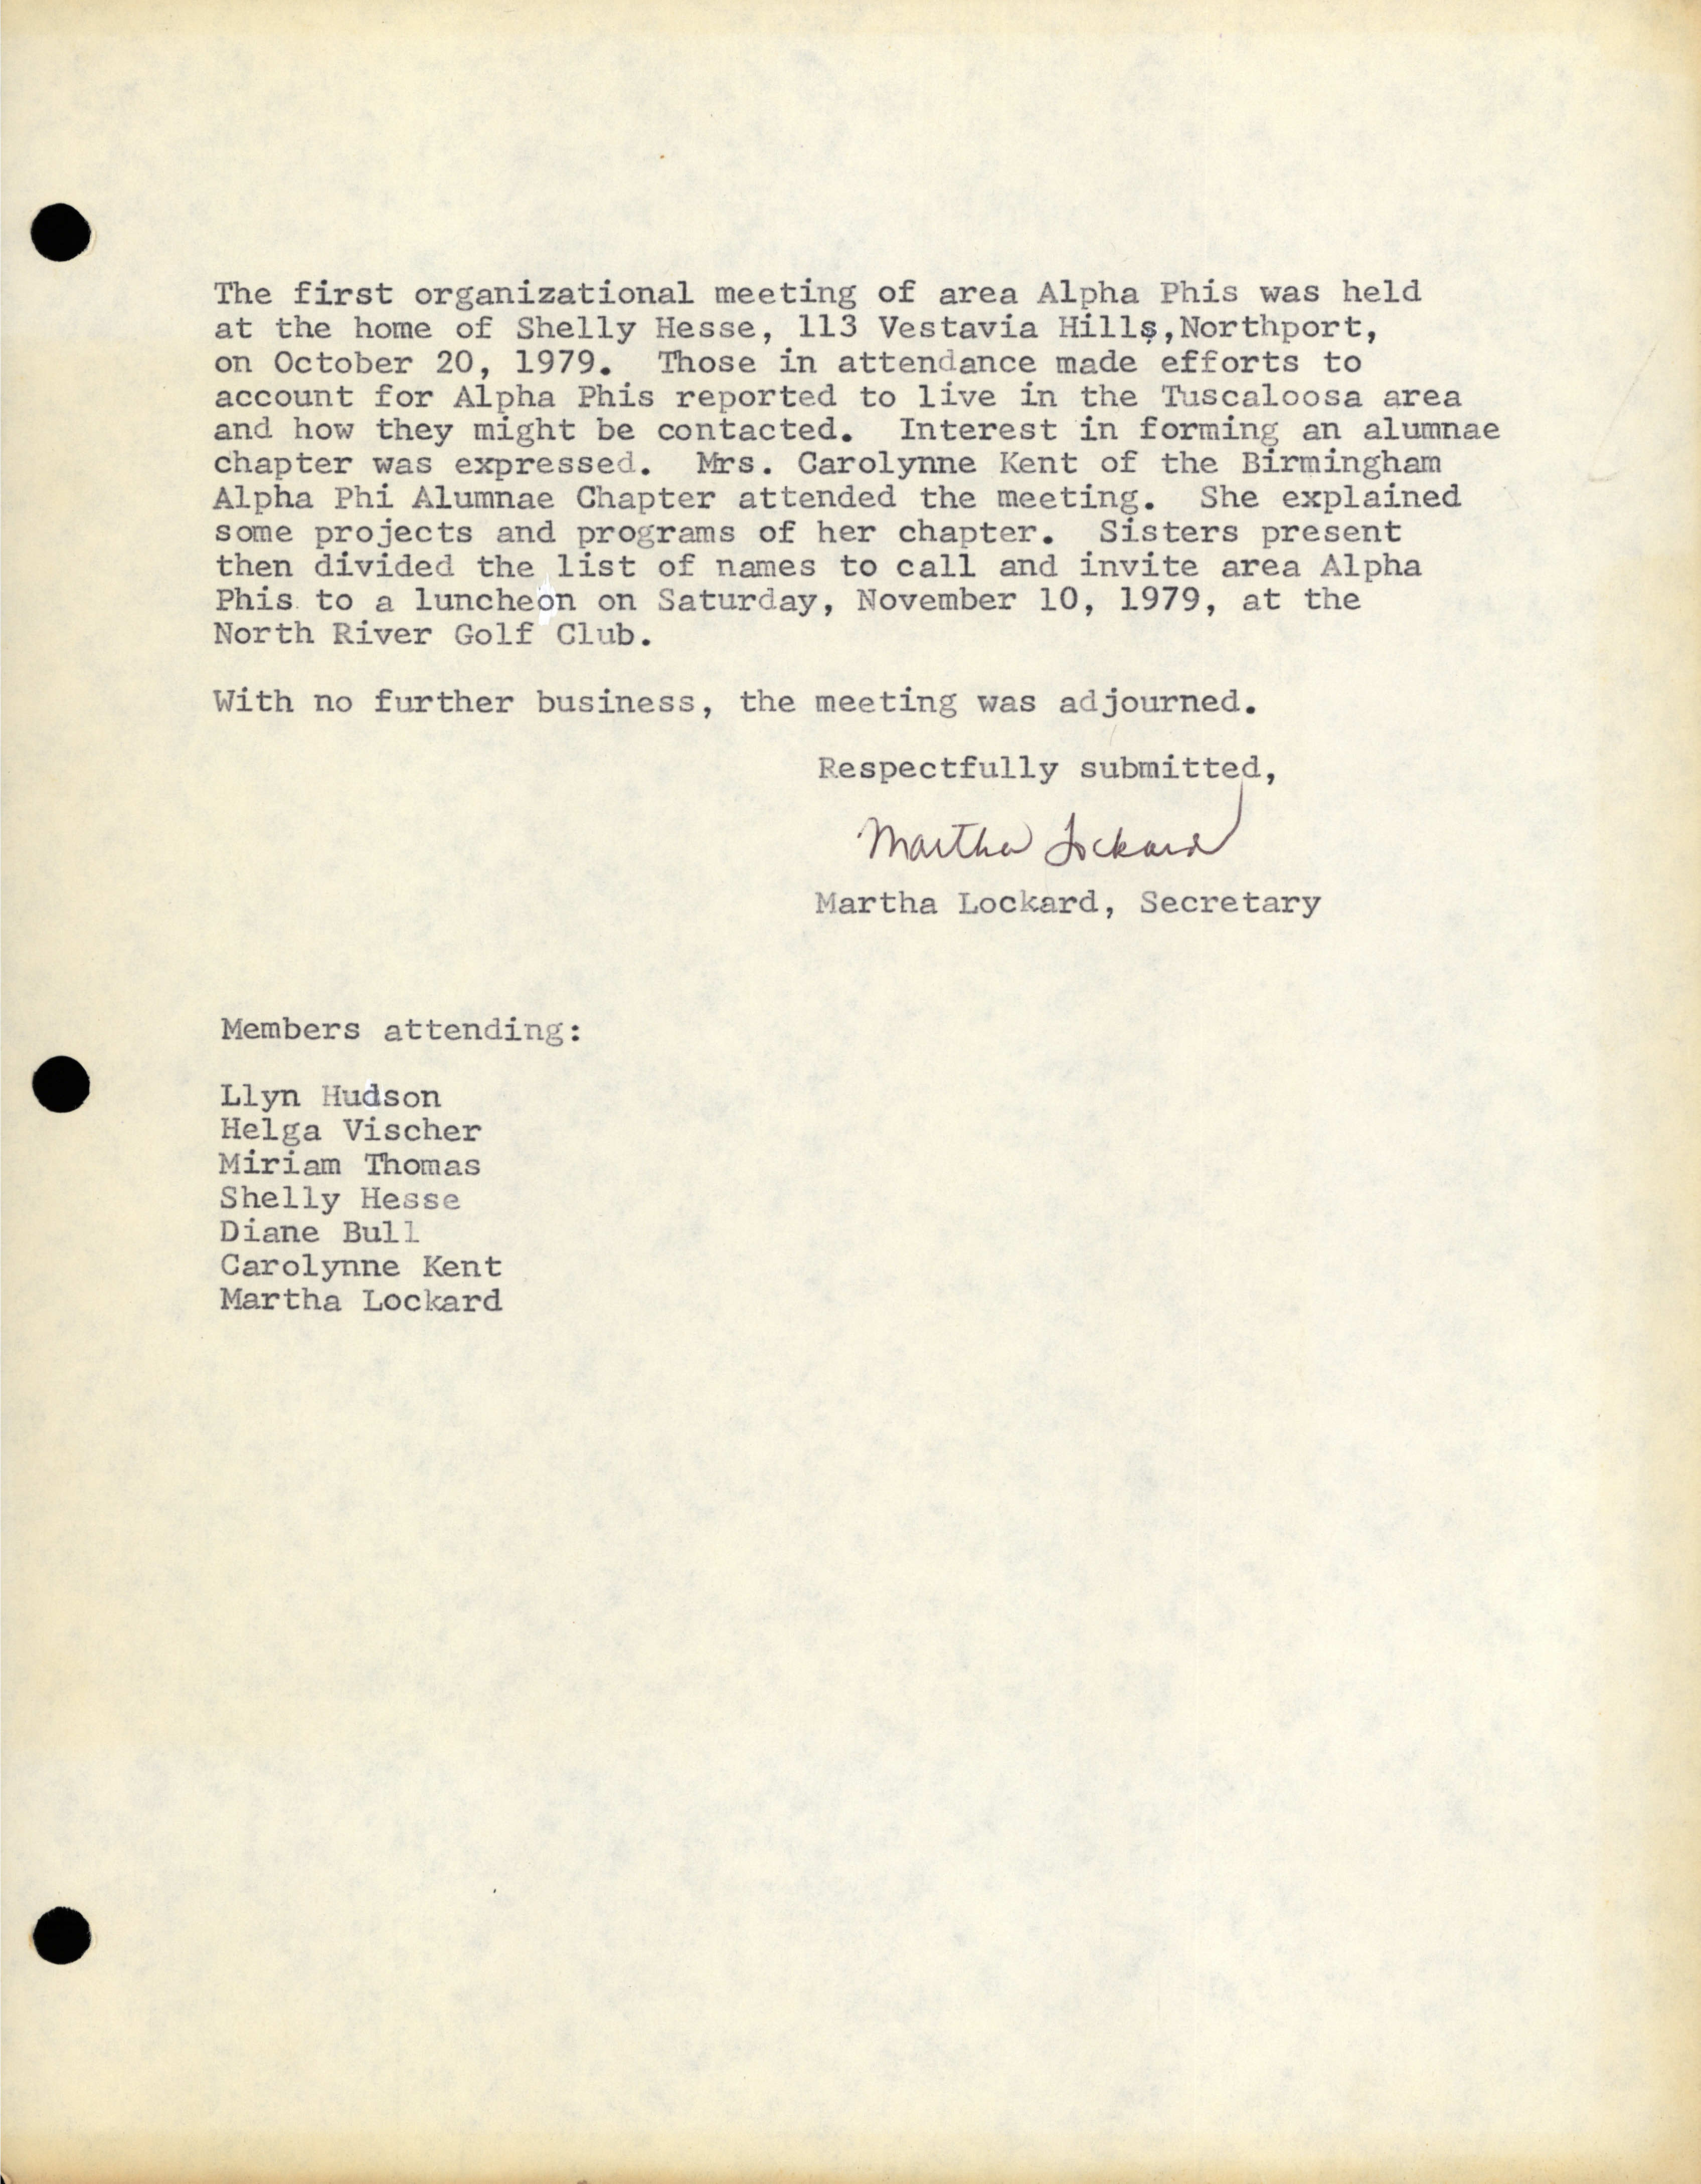 The first organizational meeting of area Alpha Phis was held
at the home of Shelly Hesse, 113 Vestavia Hills,Northport,
on October 20, 1979.  Those in attendance made efforts to
account for Alpha Phis reported to live in the Tuscaloosa area
and how they might be contacted.  Interest in forming an alumnae
chapter was expressed.  Mrs. Carolynne Kent of the Birmingham
Alpha Phi Alumnae Chapter attended the meeting.  She explained
some projects and programs of her chapter.  Sisters present
then divided the list of names to call and invite area Alpha
Phis to a luncheon on Saturday, November 10, 1979, at the
North River Golf Club.
With no further business, the meeting was adjourned.
Respectfully submitted,
Martha Lockard
Martha Lockard, Secretary
Members attending:
Llyn Hudson
Helga Vischer
Miriam Thomas
Shelly Hesse
Diane Bull
Carolynne Kent
Martha Lockard